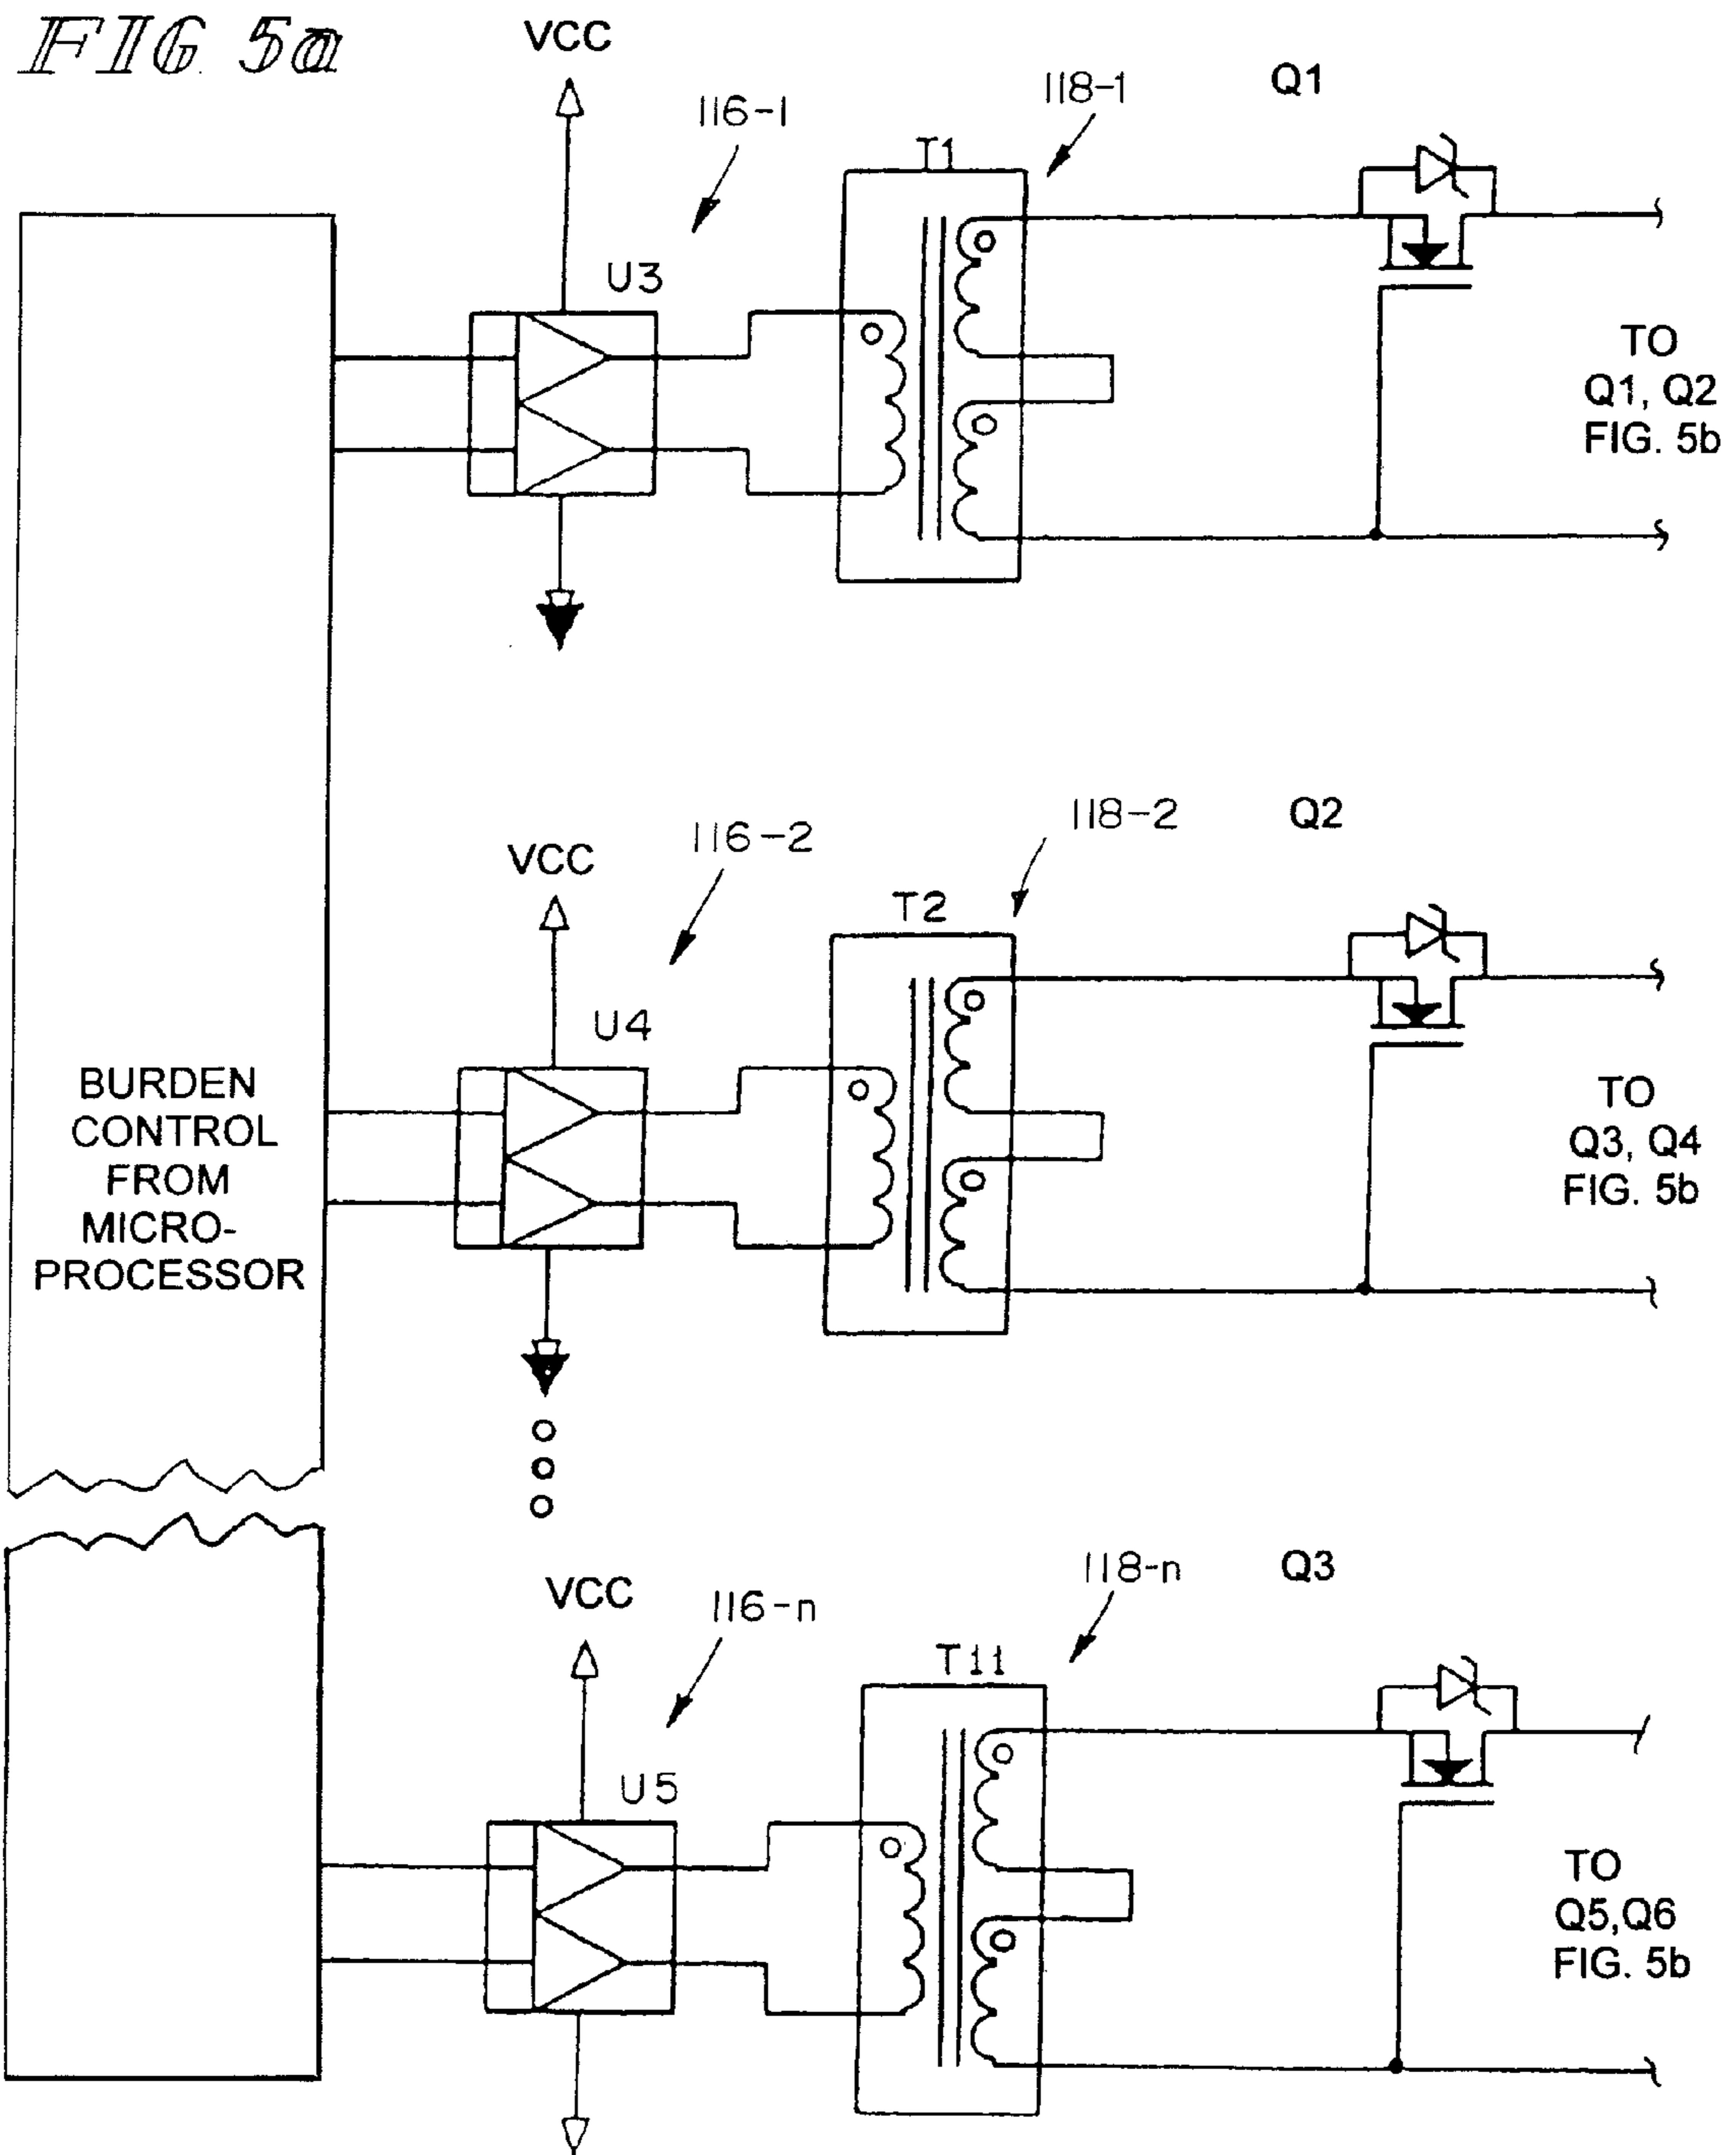 FIG. 5a
VCC
116-1
118-1
Q1
T1
U3
TO
Q1, Q2
FIG. 5b
VCC
116-2
118-2
Q2
T2
U4
BURDEN
CONTROL
FROM
MICRO-
PROCESSOR
TO
Q3, Q4
FIG. 5b
VCC
116-n
118-n
Q3
T11
U5
TO
Q5,Q6
FIG. 5b